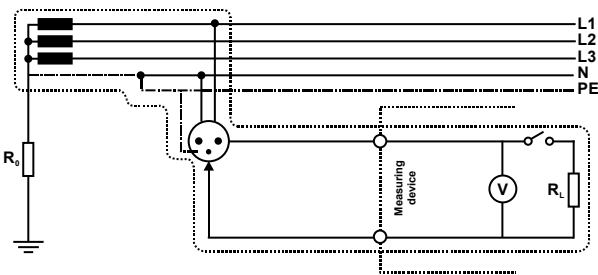 L1
L2
L3
N
PE
R0
Measuring
device
V
RL